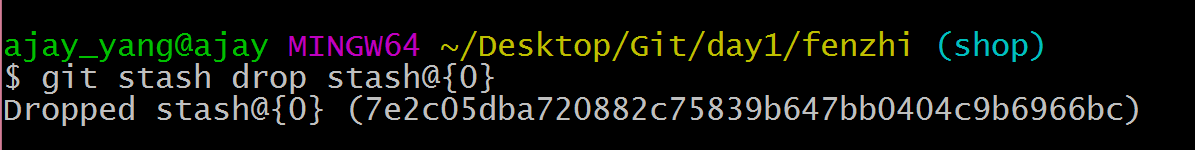 ajay_yang@ajay MINGW64 ~/Desktop/Git/day1/fenzhi (shop)
$ git stash drop stash@{0}
Dropped stash@{0} (7e2c05dba720882c75839b647bb0404c9b6966bc)